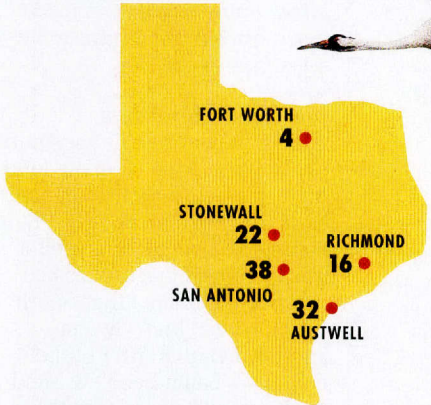 FORT WORTH
4
STONEWALL
22
RICHMOND
16
38
SAN ANTONIO
32
AUSTWELL